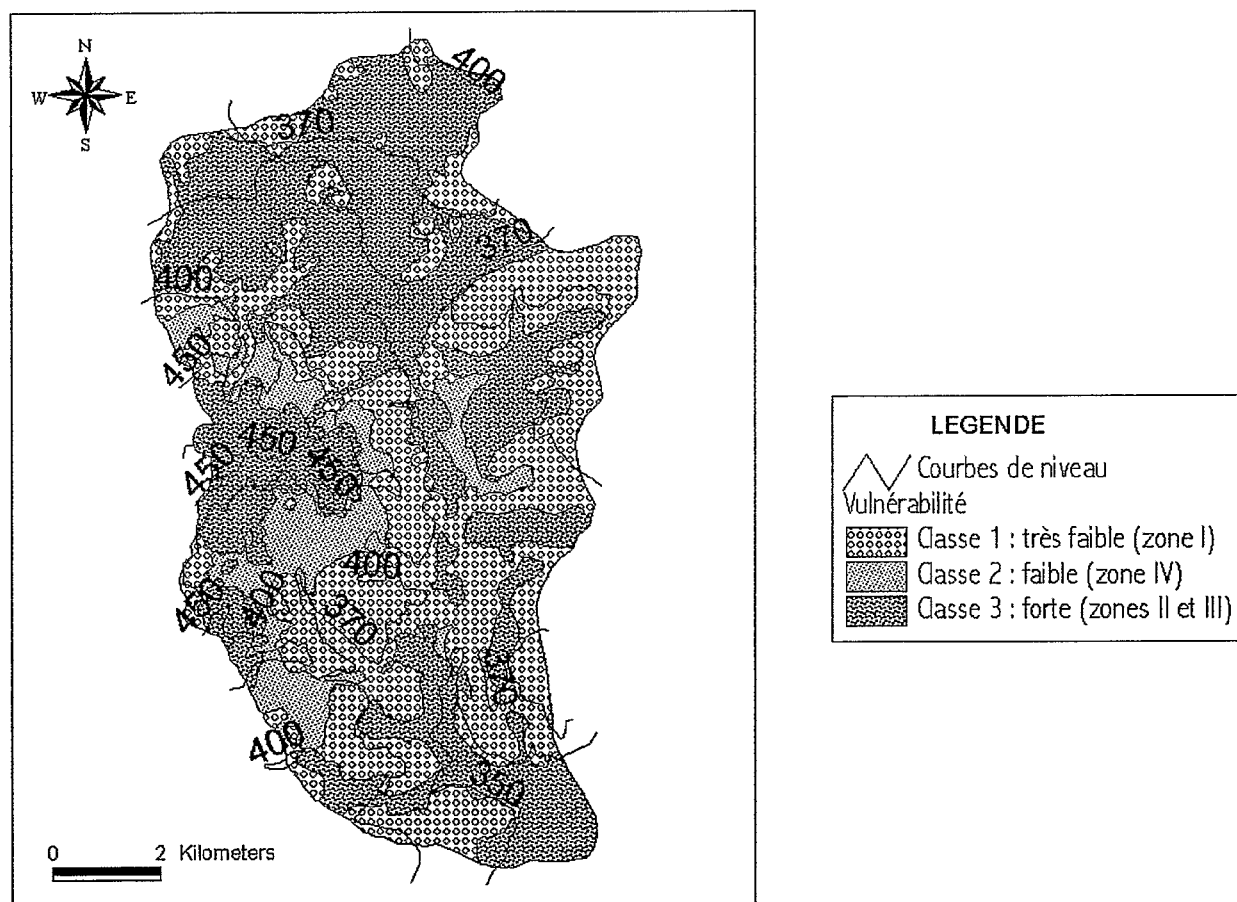 N
W E
S
400
370
370
400
450
450
450
450
400
450
400
370
370
400
350
0 2 Kilometers
LEGENDE
Courbes de niveau
Vulnérabilité
Classe 1 : très faible (zone I)
Classe 2 : faible (zone IV)
Classe 3 : forte (zones II et III)